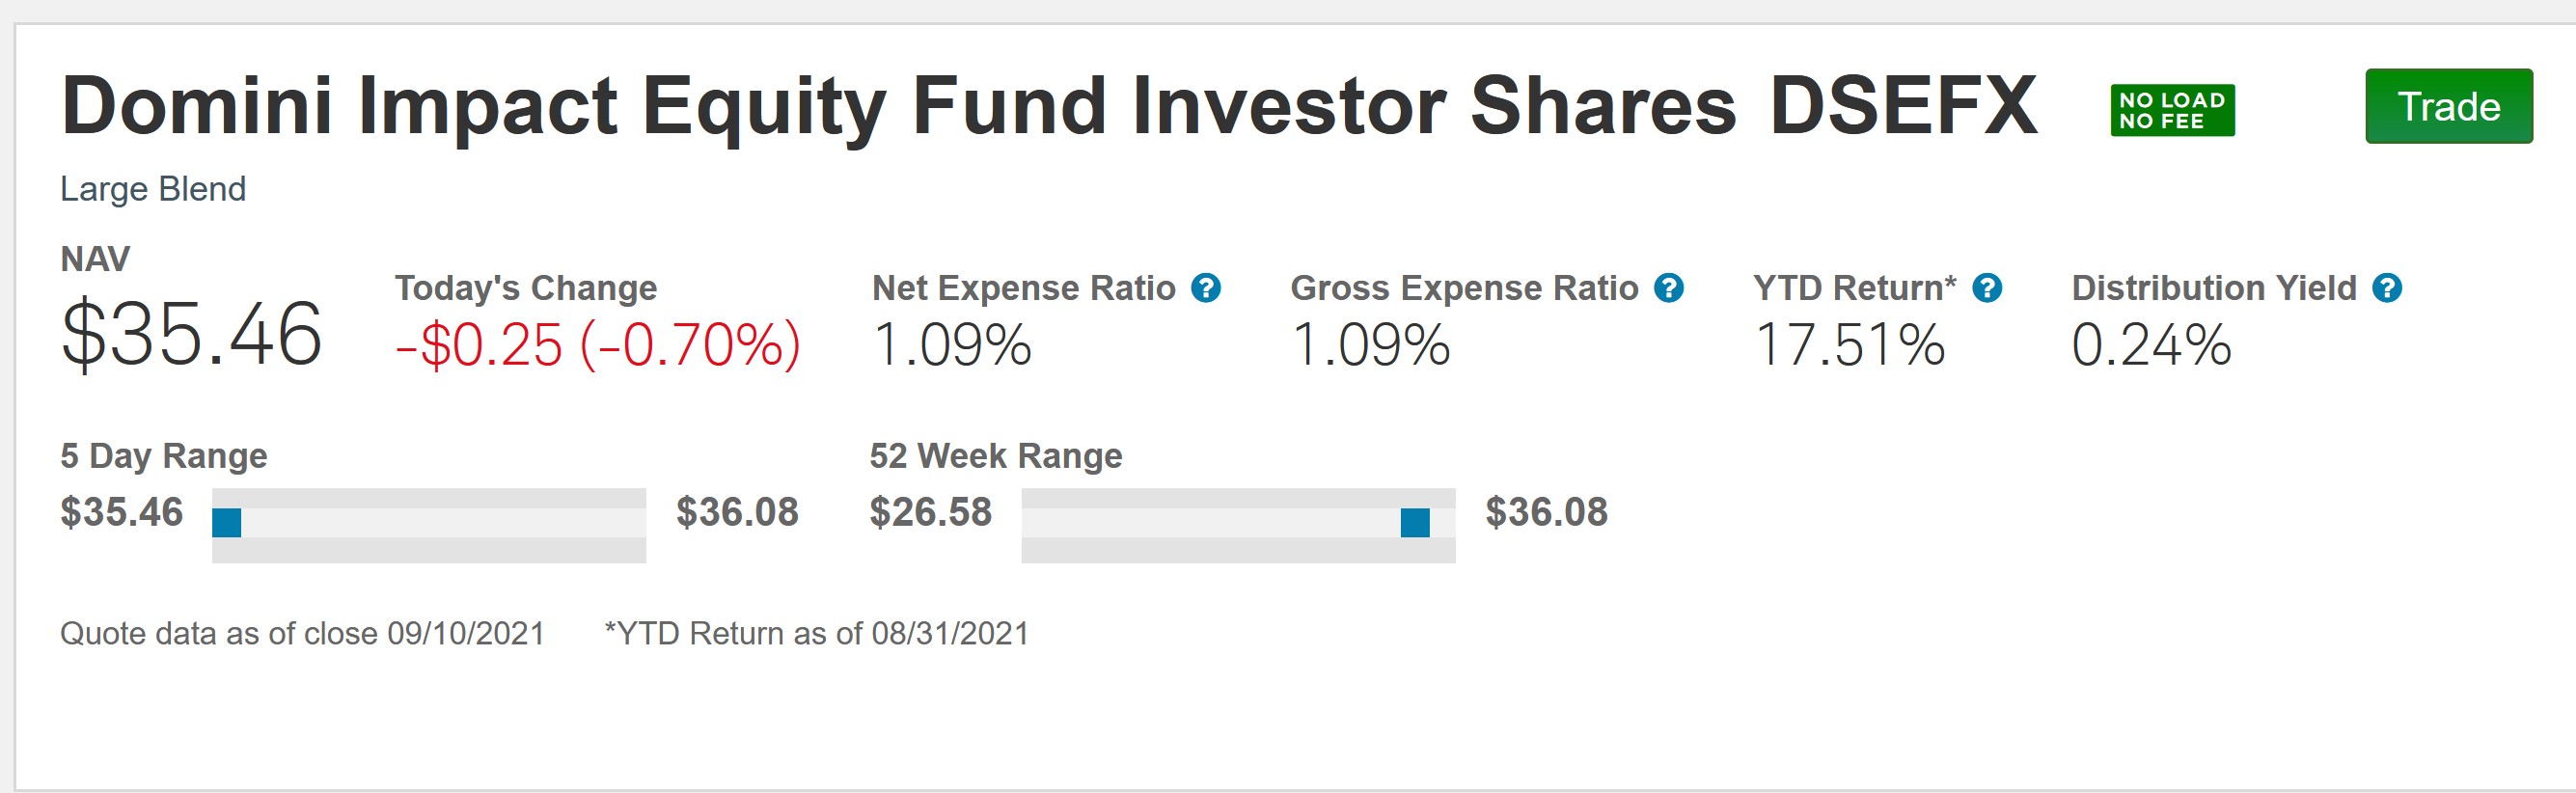 Domini Impact Equity Fund Investor Shares DSEFX
NO LOAD
NO FEE
Trade
Large Blend
NAV
$35.46
Today's Change
-$0.25 (-0.70%)
Net Expense Ratio ?
1.09%
Gross Expense Ratio ?
1.09%
YTD Return* ?
17.51%
Distribution Yield ?
0.24%
5 Day Range
$35.46 $36.08
52 Week Range
$26.58 $36.08
Quote data as of close 09/10/2021 *YTD Return as of 08/31/2021